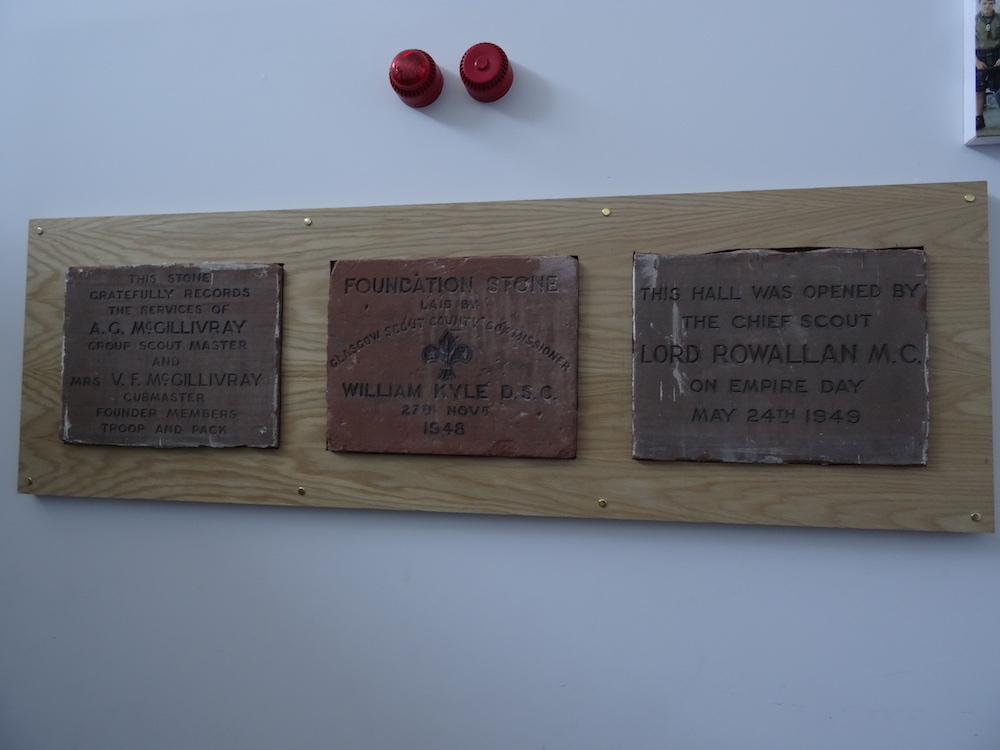 THIS STONE
GRATEFULLY RECORDS
THE SERVICES OF
A. G. McGILLIVRAY
GROUP SCOUT MASTER
AND
MRS V. F. McGILLIVRAY
CUBMASTER
FOUNDER MEMBERS
TROOP AND PACK
FOUNDATION STONE
LAID BY
GLASGOW SCOUT COUNTY COMMISSIONER
WILLIAM KYLE D.S.C.
27TH NOVR
1948
THIS HALL WAS OPENED BY
THE CHIEF SCOUT
LORD ROWALLAN M.C.
ON EMPIRE DAY
MAY 24TH 1949